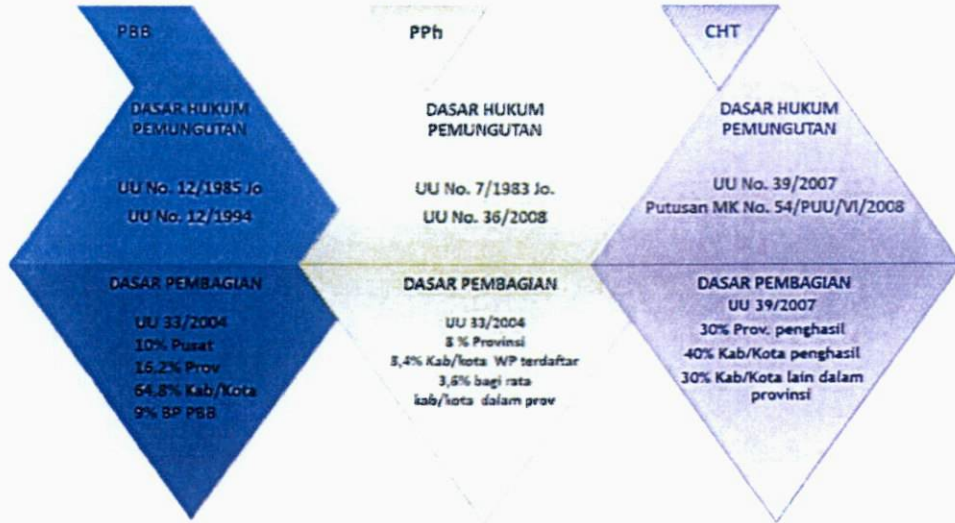 PBB
DASAR HUKUM
PEMUNGUTAN
UU No. 12/1985 Jo
UU No. 12/1994
DASAR PEMBAGIAN
UU 33/2004
10% Pusat
16,2% Prov
64,8% Kab/Kota
9% BP PBB
PPh
DASAR HUKUM
PEMUNGUTAN
UU No. 7/1983 Jo.
UU No. 36/2008
DASAR PEMBAGIAN
UU 33/2004
8 % Provinsi
8,4% Kab/kota WP terdaftar
3,6% bagi rata
kab/kota dalam prov
CHT
DASAR HUKUM
PEMUNGUTAN
UU No. 39/2007
Putusan MK No. 54/PUU/VI/2008
DASAR PEMBAGIAN
UU 39/2007
30% Prov. penghasil
40% Kab/Kota penghasil
30% Kab/Kota lain dalam
provinsi